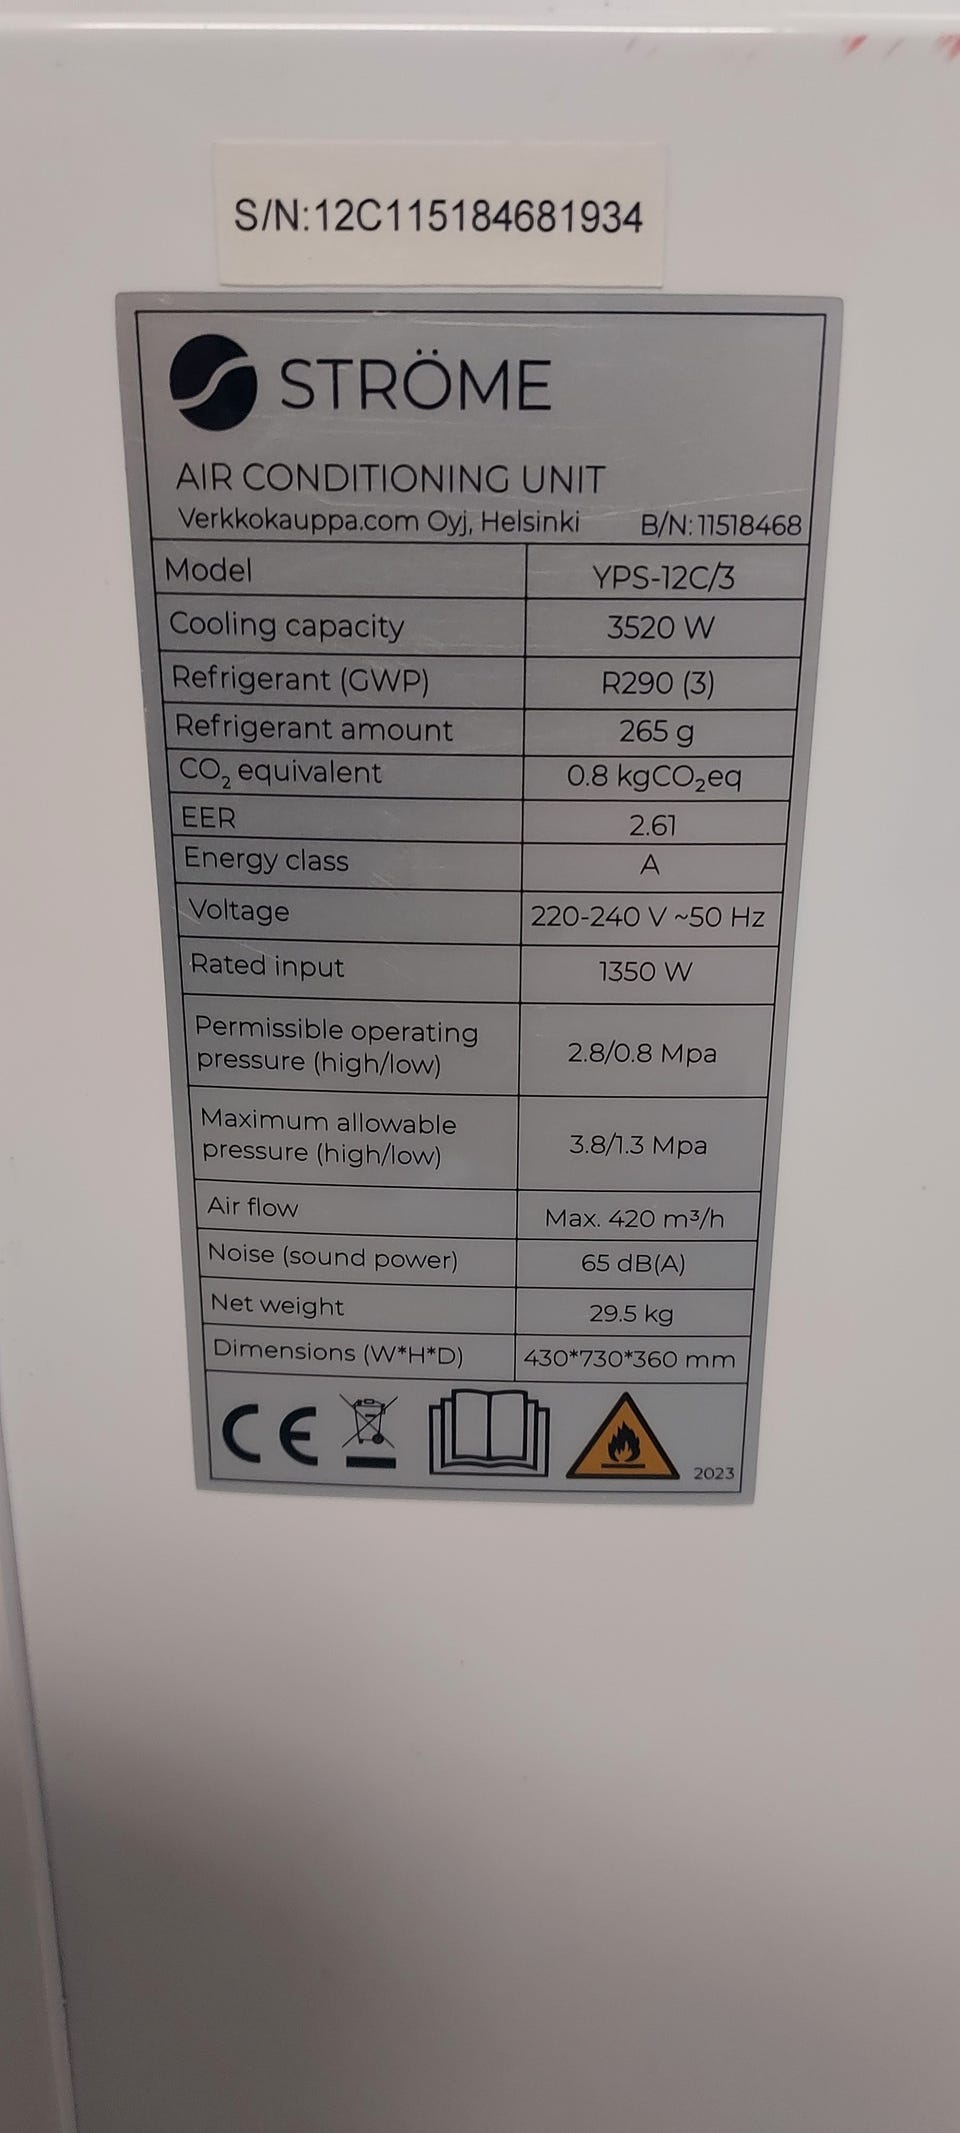 S/N:12C115184681934
STRÖME
AIR CONDITIONING UNIT
Verkkokauppa.com Oyj, Helsinki B/N: 11518468
Model YPS-12C/3
Cooling capacity 3520 W
Refrigerant (GWP) R290 (3)
Refrigerant amount 265 g
CO₂ equivalent 0.8 kgCO₂eq
EER 2.61
Energy class A
Voltage 220-240 V ~50 Hz
Rated input 1350 W
Permissible operating
pressure (high/low) 2.8/0.8 Mpa
Maximum allowable
pressure (high/low) 3.8/1.3 Mpa
Air flow Max. 420 m³/h
Noise (sound power) 65 dB(A)
Net weight 29.5 kg
Dimensions (W*H*D) 430*730*360 mm
CE 2023